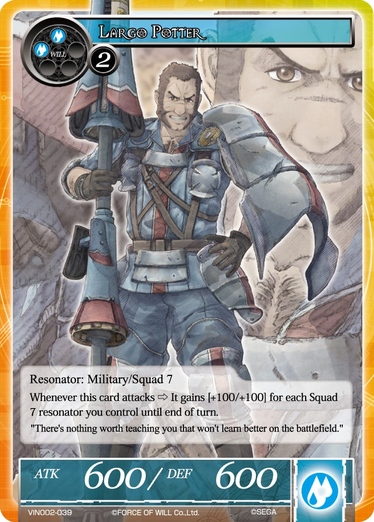 Largo Potter
WILL
2
Resonator: Military/Squad 7
Whenever this card attacks ⇨ It gains [+100/+100] for each Squad
7 resonator you control until end of turn.
"There's nothing worth teaching you that won't learn better on the battlefield."
ATK 600 / DEF 600
VIN002-039 ©FORCE OF WILL Co.,Ltd. ©SEGA